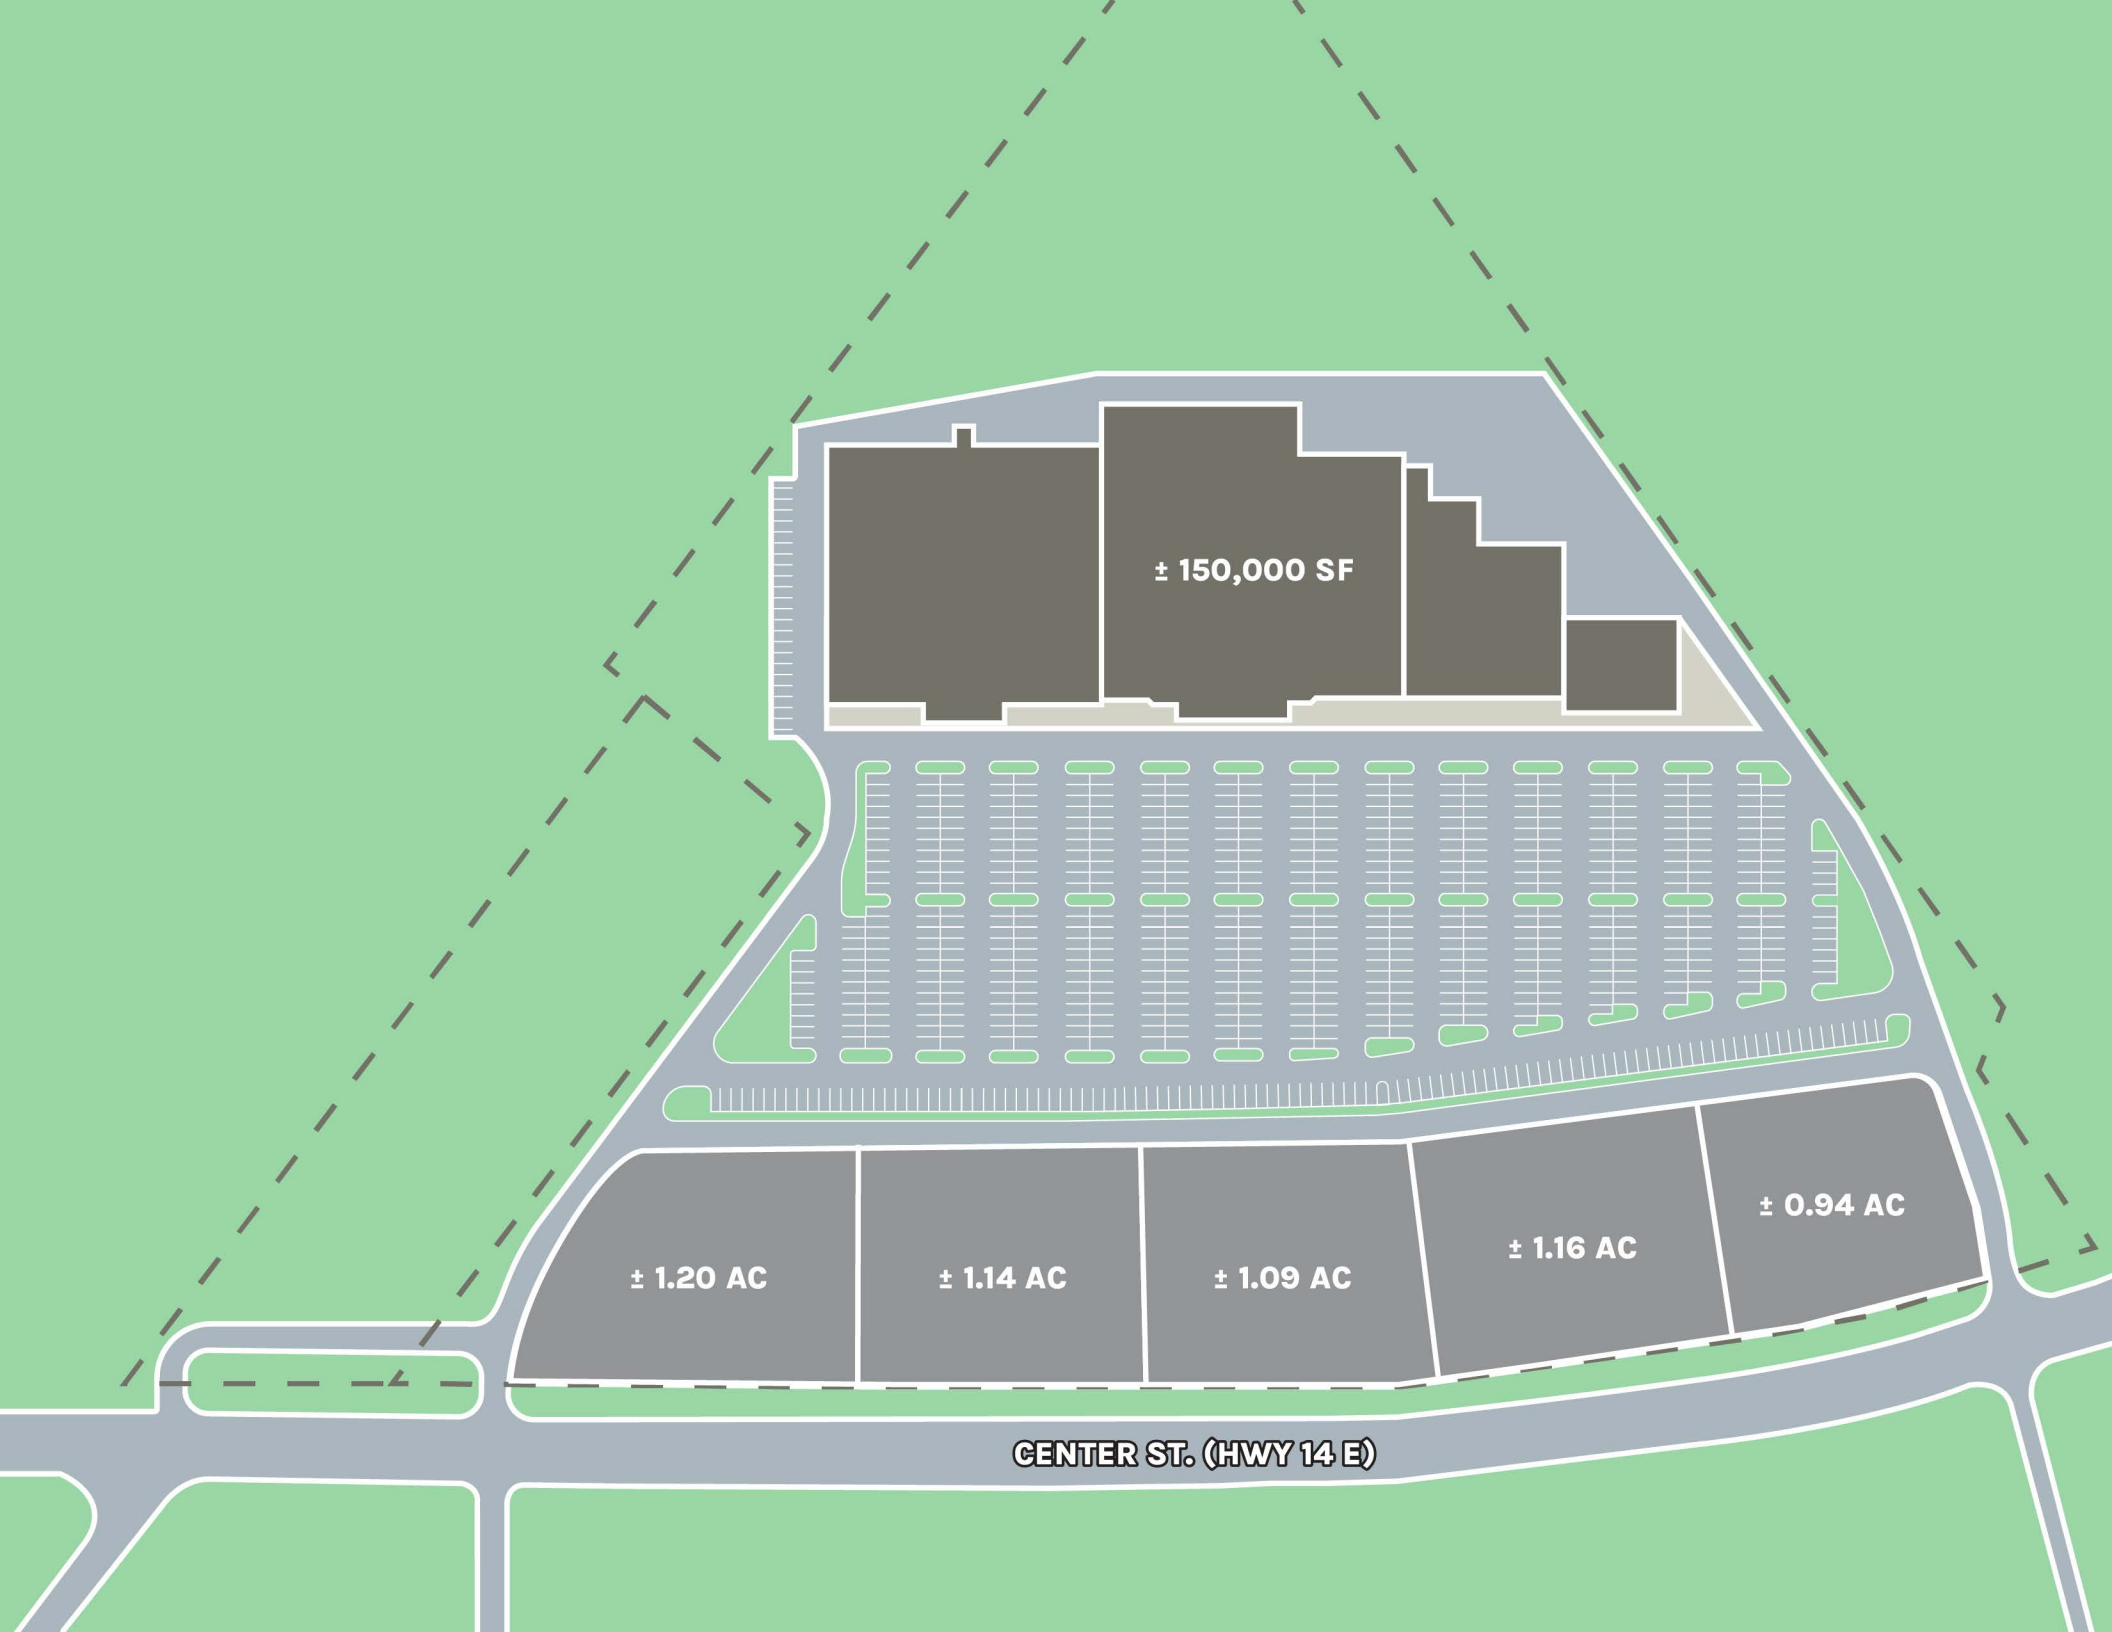 ± 150,000 SF
± 1.20 AC
± 1.14 AC
± 1.09 AC
± 1.16 AC
± 0.94 AC
CENTER ST. (HWY 14 E)